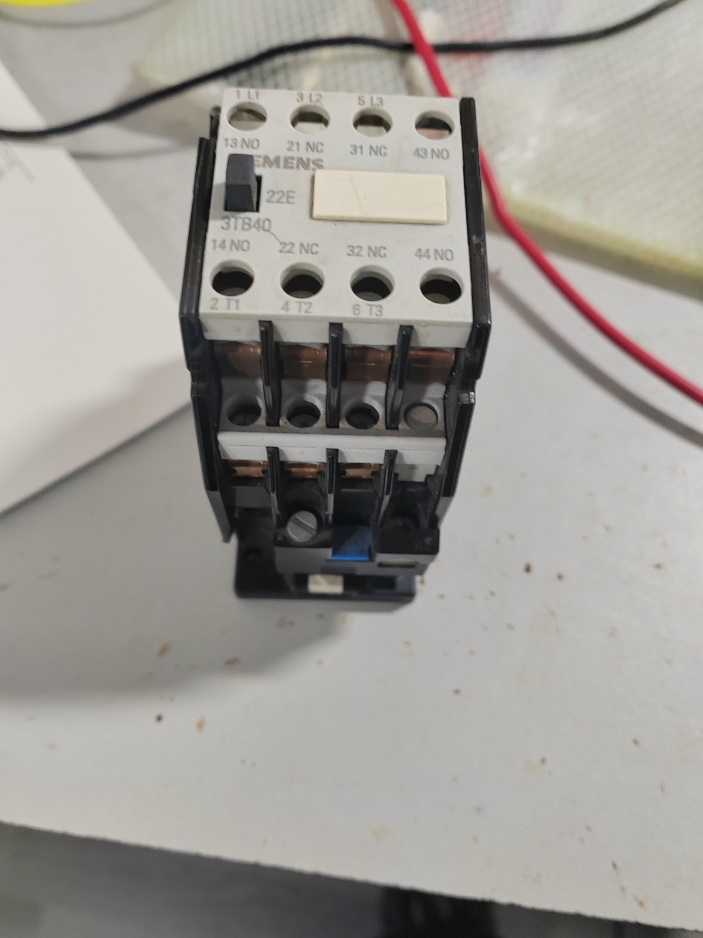 1 L1 3 L2 5 L3
13 NO 21 NC 31 NC 43 NO
EMENS
22E
3TB40
14 NO 22 NC 32 NC 44 NO
2 T1 4 T2 6 T3